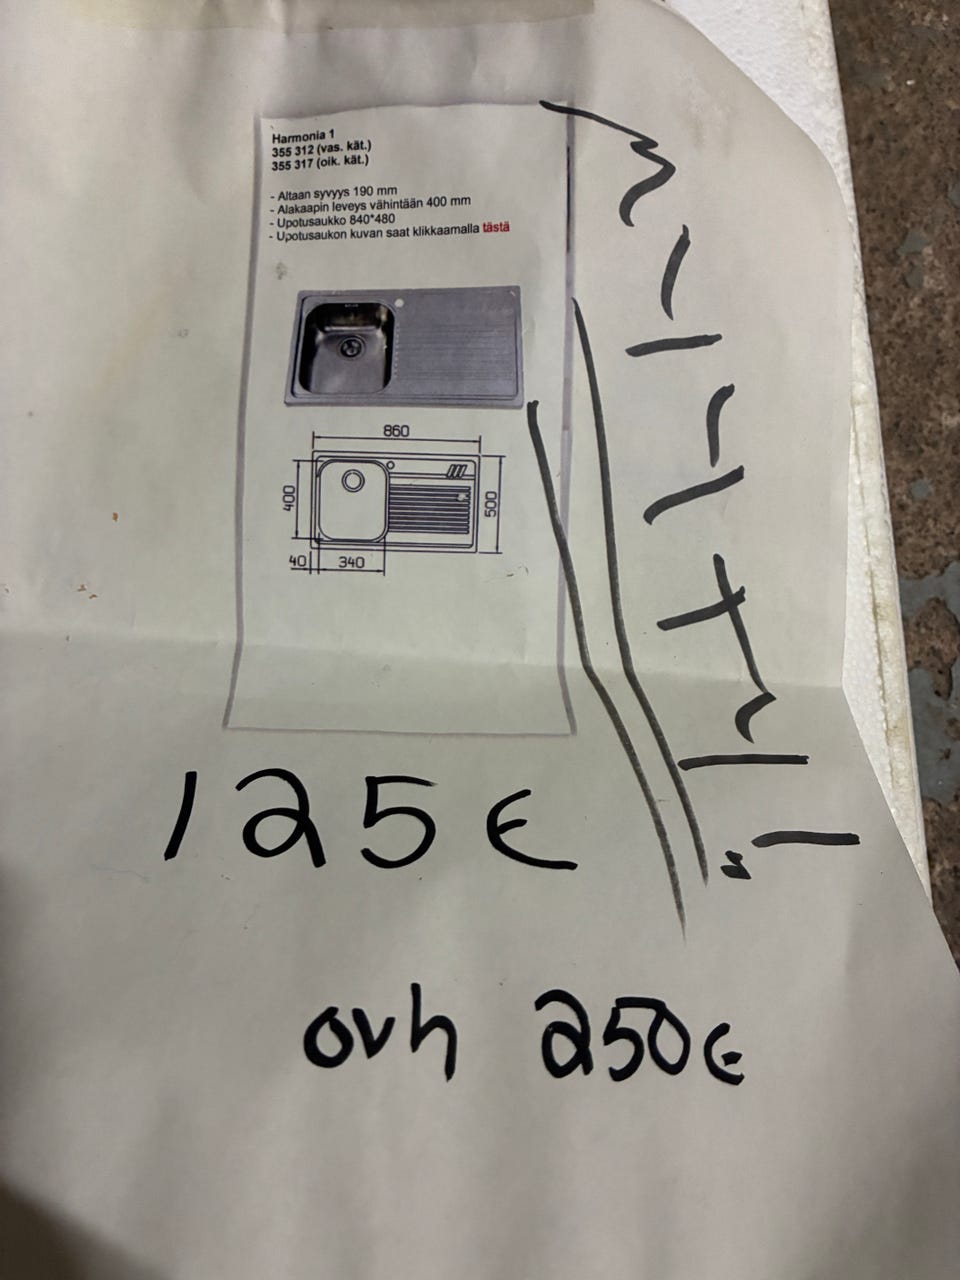 Harmonia 1
355 312 (vas. kät.)
355 317 (oik. kät.)
- Altaan syvyys 190 mm
- Alakaapin leveys vähintään 400 mm
- Upotusaukko 840*480
- Upotusaukon kuvan saat klikkaamalla tästä
860
400
500
40
340
125€
ovh 250€